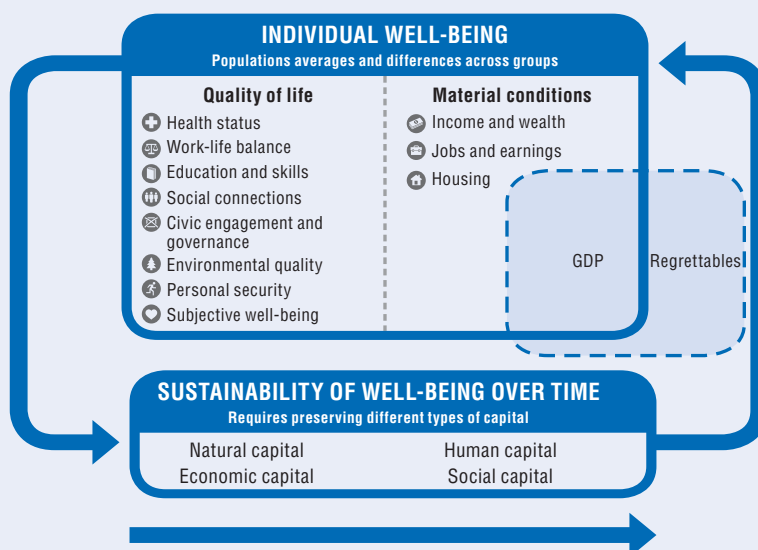 INDIVIDUAL WELL-BEING
Populations averages and differences across groups
Quality of life
Health status
Work-life balance
Education and skills
Social connections
Civic engagement and
governance
Environmental quality
Personal security
Subjective well-being
Material conditions
Income and wealth
Jobs and earnings
Housing
GDP
Regrettables
SUSTAINABILITY OF WELL-BEING OVER TIME
Requires preserving different types of capital
Natural capital
Human capital
Economic capital
Social capital